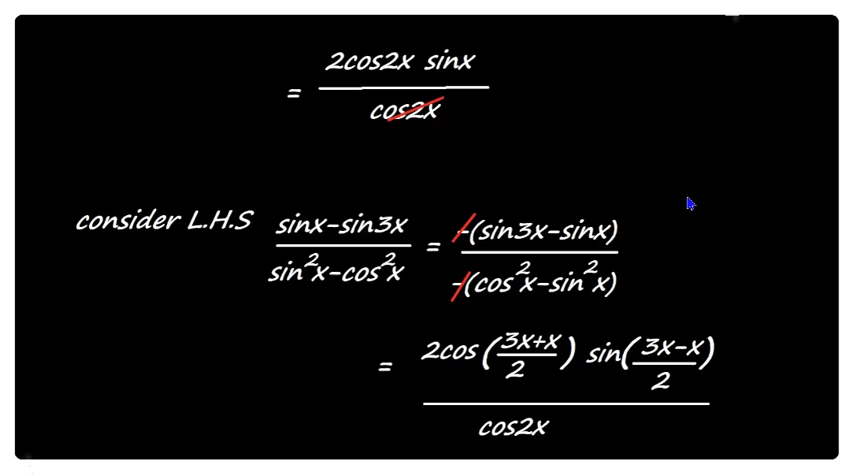 = 2cos2x sinx / cos2x
consider L.H.S sinx-sin3x / sin²x-cos²x = -(sin3x-sinx) / -(cos²x-sin²x)
= 2cos(3x+x / 2) sin(3x-x / 2) / cos2x